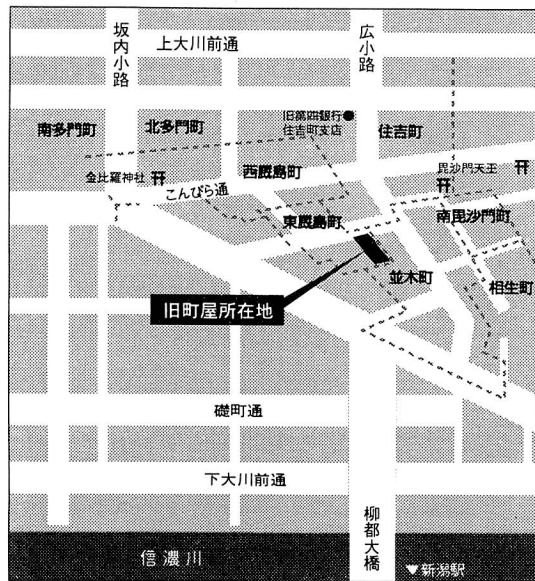 坂内小路
広小路
上大川前通
旧第四銀行
住吉町支店
南多門町
北多門町
住吉町
西厩島町
毘沙門天王
金比羅神社
こんぴら通
東厩島町
南毘沙門町
並木町
相生町
旧町屋所在地
礎町通
下大川前通
柳都大橋
信濃川
▼新潟駅